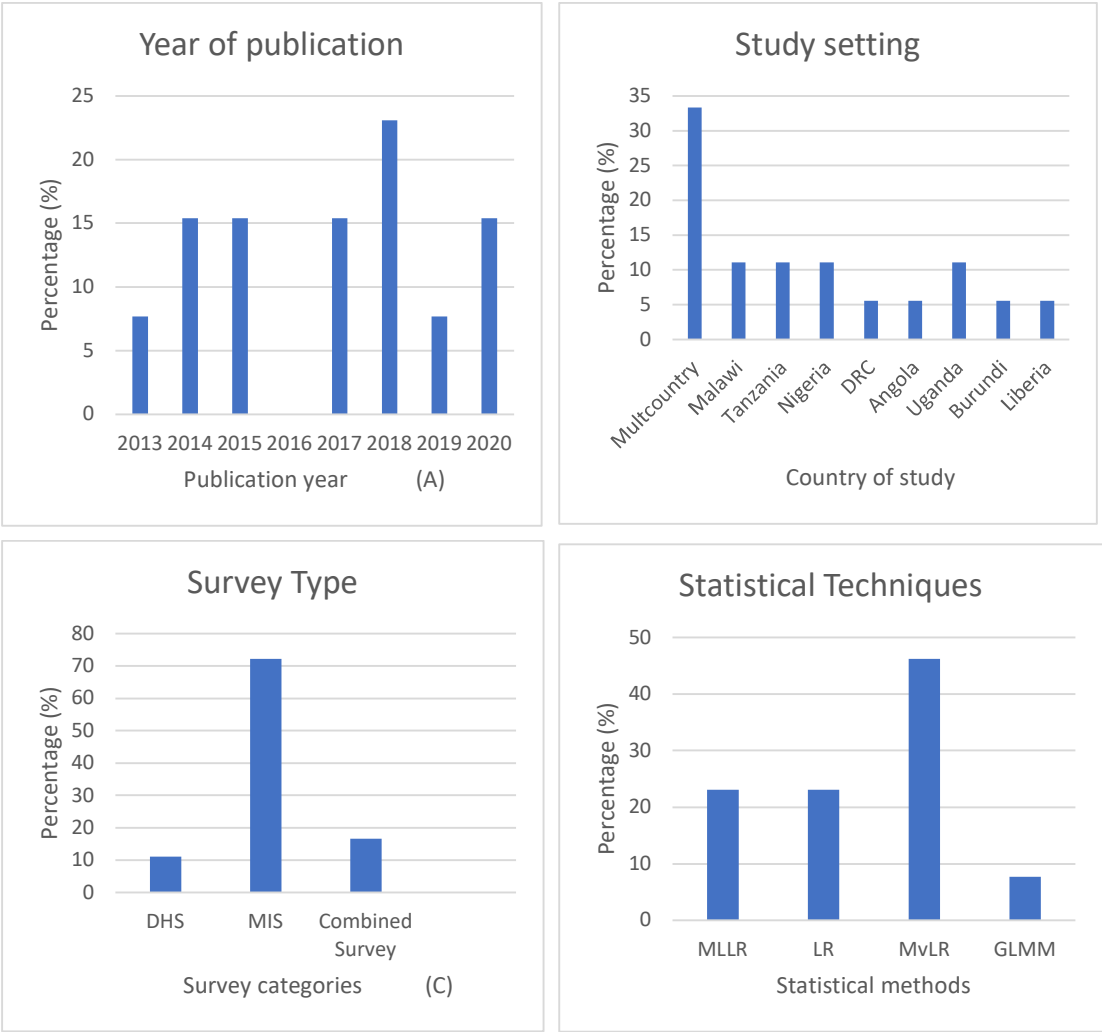 Year of publication
Percentage (%)
25
20
15
10
5
0
2013 2014 2015 2016 2017 2018 2019 2020
Publication year (A)
Study setting
Percentage (%)
35
30
25
20
15
10
5
0
Multcountry
Malawi
Tanzania
Nigeria
DRC
Angola
Uganda
Burundi
Liberia
Country of study
Survey Type
Percentage (%)
80
70
60
50
40
30
20
10
0
DHS MIS Combined
Survey
Survey categories (C)
Statistical Techniques
Percentage (%)
50
40
30
20
10
0
MLLR LR MvLR GLMM
Statistical methods